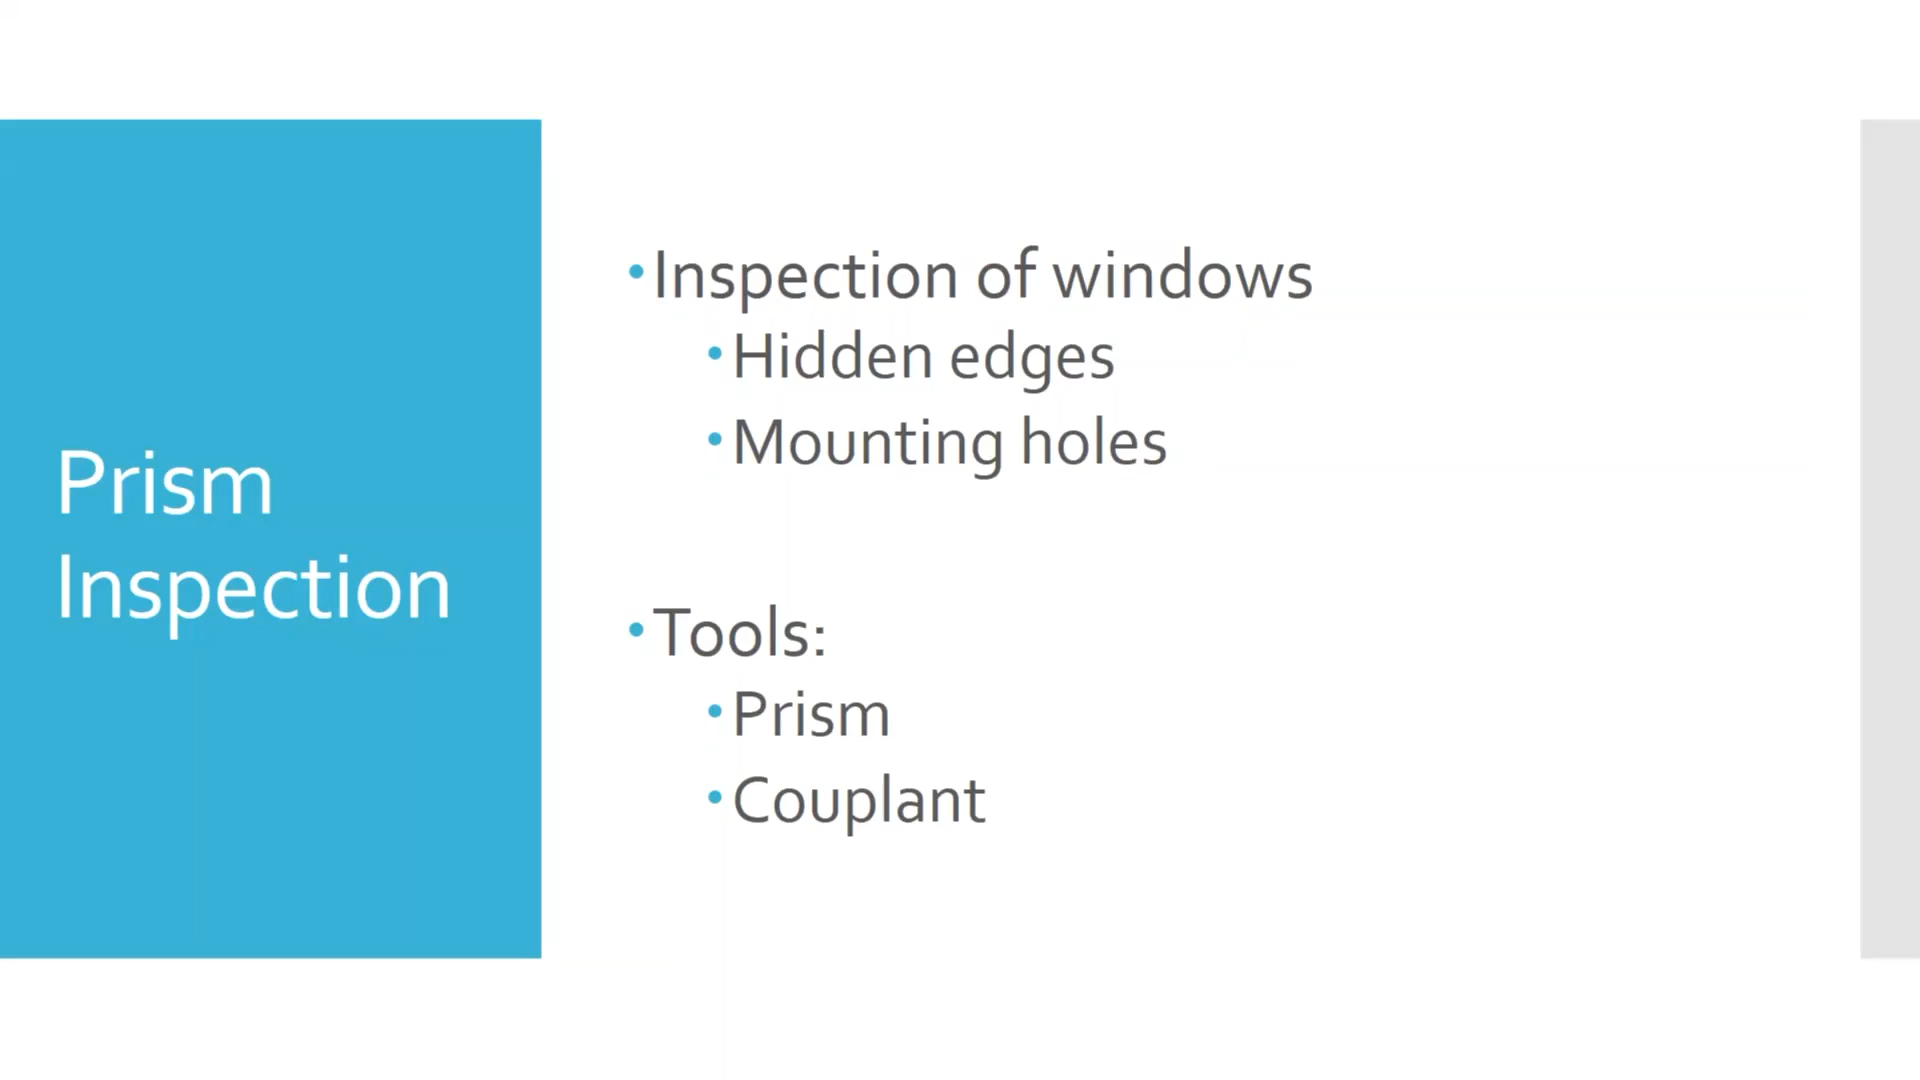 Prism
Inspection
• Inspection of windows
• Hidden edges
• Mounting holes
• Tools:
• Prism
• Couplant